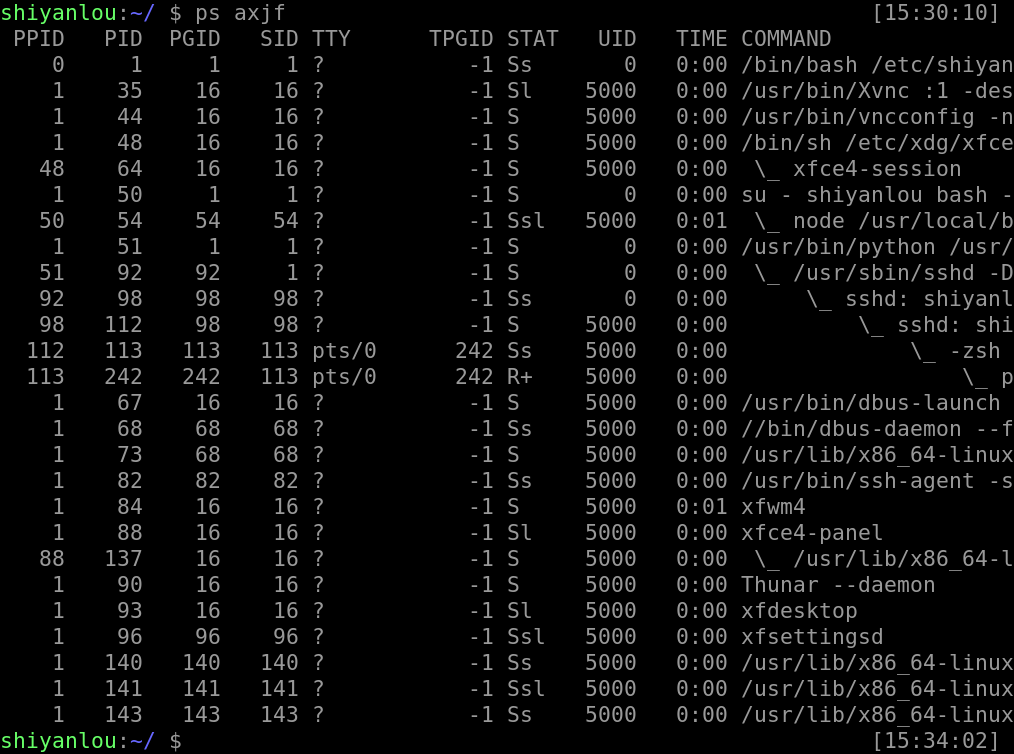 shiyanlou:~/ $ ps axjf [15:30:10]
 PPID   PID  PGID   SID TTY      TPGID STAT   UID   TIME COMMAND
    0     1     1     1 ?           -1 Ss       0   0:00 /bin/bash /etc/shiyan
    1    35    16    16 ?           -1 Sl    5000   0:00 /usr/bin/Xvnc :1 -des
    1    44    16    16 ?           -1 S     5000   0:00 /usr/bin/vncconfig -n
    1    48    16    16 ?           -1 S     5000   0:00 /bin/sh /etc/xdg/xfce
   48    64    16    16 ?           -1 S     5000   0:00  \_ xfce4-session
    1    50     1     1 ?           -1 S        0   0:00 su - shiyanlou bash -
   50    54    54    54 ?           -1 Ssl   5000   0:01  \_ node /usr/local/b
    1    51     1     1 ?           -1 S        0   0:00 /usr/bin/python /usr/
   51    92    92     1 ?           -1 S        0   0:00  \_ /usr/sbin/sshd -D
   92    98    98    98 ?           -1 Ss       0   0:00      \_ sshd: shiyanl
   98   112    98    98 ?           -1 S     5000   0:00          \_ sshd: shi
  112   113   113   113 pts/0      242 Ss    5000   0:00              \_ -zsh
  113   242   242   113 pts/0      242 R+    5000   0:00                  \_ p
    1    67    16    16 ?           -1 S     5000   0:00 /usr/bin/dbus-launch
    1    68    68    68 ?           -1 Ss    5000   0:00 //bin/dbus-daemon --f
    1    73    68    68 ?           -1 S     5000   0:00 /usr/lib/x86_64-linux
    1    82    82    82 ?           -1 Ss    5000   0:00 /usr/bin/ssh-agent -s
    1    84    16    16 ?           -1 S     5000   0:01 xfwm4
    1    88    16    16 ?           -1 Sl    5000   0:00 xfce4-panel
   88   137    16    16 ?           -1 S     5000   0:00  \_ /usr/lib/x86_64-l
    1    90    16    16 ?           -1 S     5000   0:00 Thunar --daemon
    1    93    16    16 ?           -1 Sl    5000   0:00 xfdesktop
    1    96    96    96 ?           -1 Ssl   5000   0:00 xfsettingsd
    1   140   140   140 ?           -1 Ss    5000   0:00 /usr/lib/x86_64-linux
    1   141   141   141 ?           -1 Ssl   5000   0:00 /usr/lib/x86_64-linux
    1   143   143   143 ?           -1 Ss    5000   0:00 /usr/lib/x86_64-linux
shiyanlou:~/ $ [15:34:02]